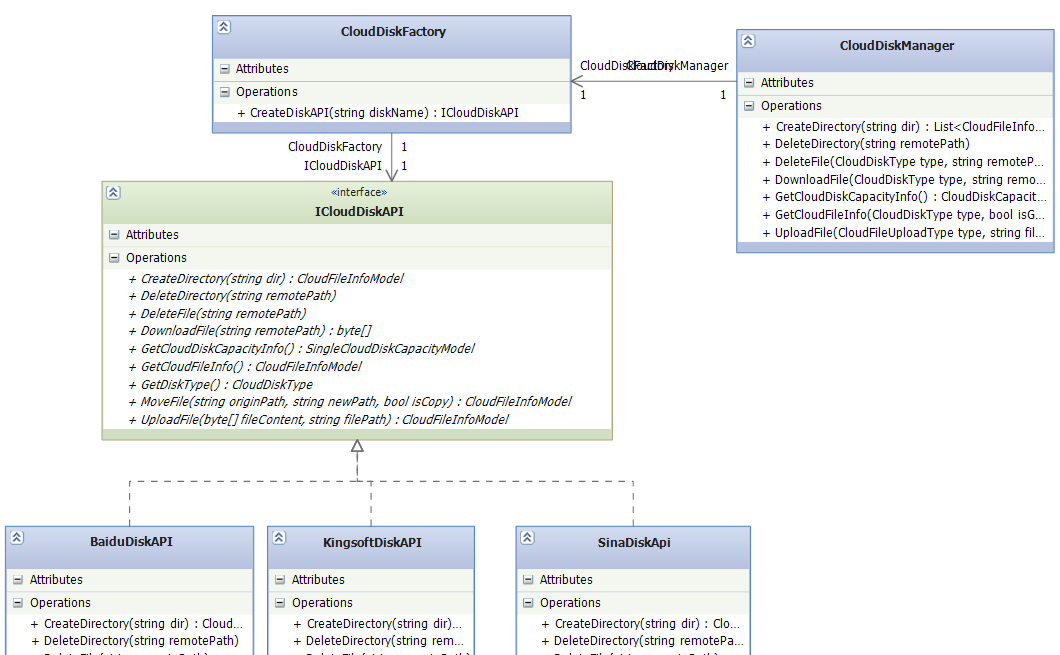 CloudDiskFactory
Attributes
Operations
+ CreateDiskAPI(string diskName) : ICloudDiskAPI
CloudDiskFactory
CloudDiskManager
1
1
CloudDiskManager
Attributes
Operations
+ CreateDirectory(string dir) : List<CloudFileInfo...
+ DeleteDirectory(string remotePath)
+ DeleteFile(CloudDiskType type, string remoteP...
+ DownloadFile(CloudDiskType type, string remo...
+ GetCloudDiskCapacityInfo() : CloudDiskCapacit...
+ GetCloudFileInfo(CloudDiskType type, bool isG...
+ UploadFile(CloudFileUploadType type, string fil...
CloudDiskFactory 1
ICloudDiskAPI 1
«interface»
ICloudDiskAPI
Attributes
Operations
+ CreateDirectory(string dir) : CloudFileInfoModel
+ DeleteDirectory(string remotePath)
+ DeleteFile(string remotePath)
+ DownloadFile(string remotePath) : byte[]
+ GetCloudDiskCapacityInfo() : SingleCloudDiskCapacityModel
+ GetCloudFileInfo() : CloudFileInfoModel
+ GetDiskType() : CloudDiskType
+ MoveFile(string originPath, string newPath, bool isCopy) : CloudFileInfoModel
+ UploadFile(byte[] fileContent, string filePath) : CloudFileInfoModel
BaiduDiskAPI
Attributes
Operations
+ CreateDirectory(string dir) : Cloud...
+ DeleteDirectory(string remotePath)
KingsoftDiskAPI
Attributes
Operations
+ CreateDirectory(string dir)...
+ DeleteDirectory(string rem...
SinaDiskApi
Attributes
Operations
+ CreateDirectory(string dir) : Clo...
+ DeleteDirectory(string remotePa...